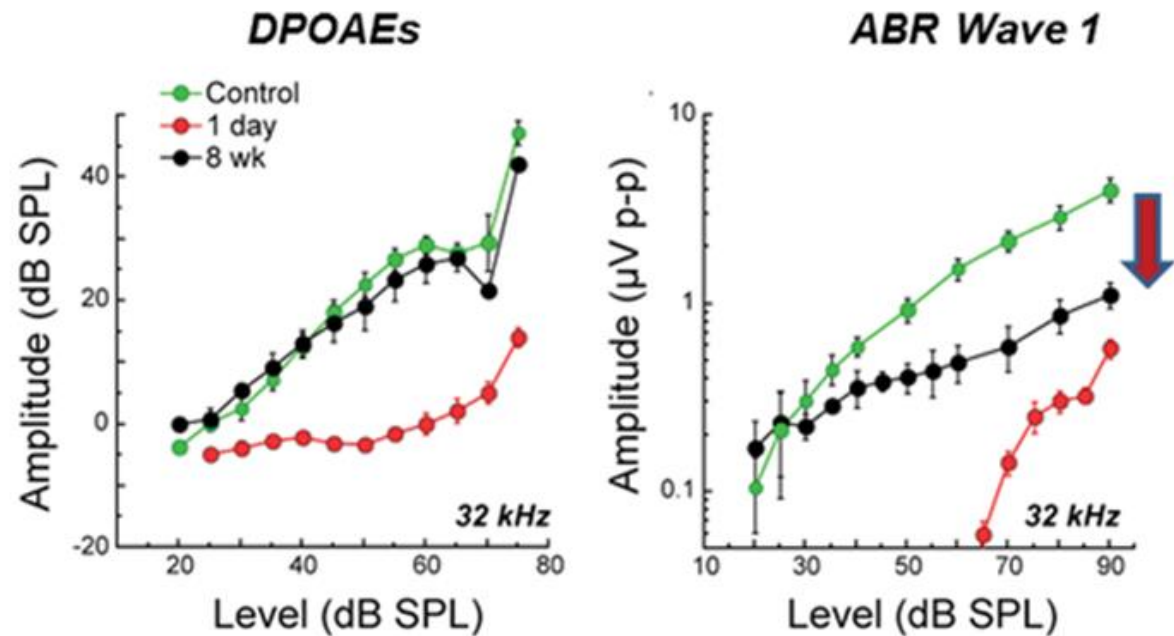 DPOAEs
Control
1 day
8 wk
Amplitude (dB SPL)
40
20
0
-20
32 kHz
20 40 60 80
Level (dB SPL)
ABR Wave 1
Amplitude (µV p-p)
10
1
0.1
32 kHz
10 30 50 70 90
Level (dB SPL)